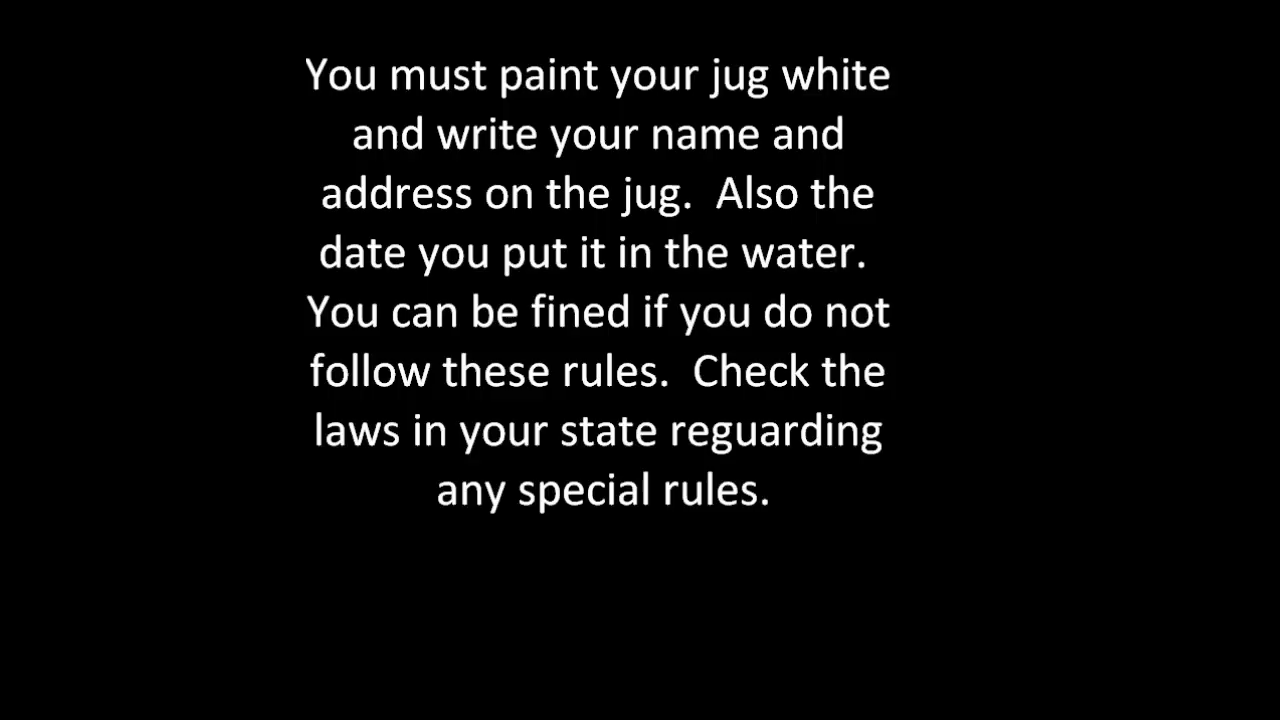 You must paint your jug white
and write your name and
address on the jug.  Also the
date you put it in the water.
You can be fined if you do not
follow these rules.  Check the
laws in your state reguarding
any special rules.